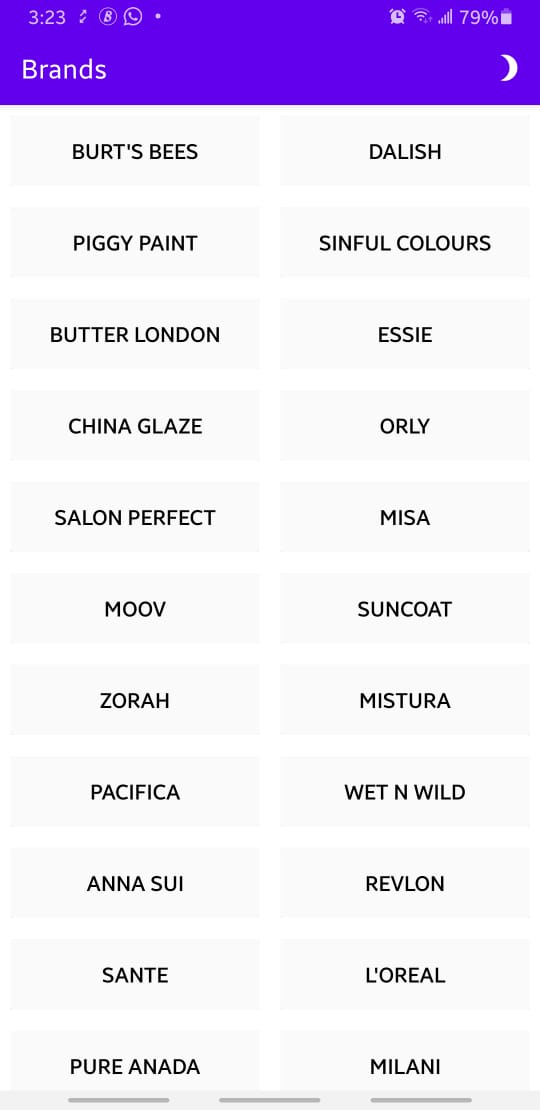 3:23 79%
Brands
BURT'S BEES DALISH
PIGGY PAINT SINFUL COLOURS
BUTTER LONDON ESSIE
CHINA GLAZE ORLY
SALON PERFECT MISA
MOOV SUNCOAT
ZORAH MISTURA
PACIFICA WET N WILD
ANNA SUI REVLON
SANTE L'OREAL
PURE ANADA MILANI